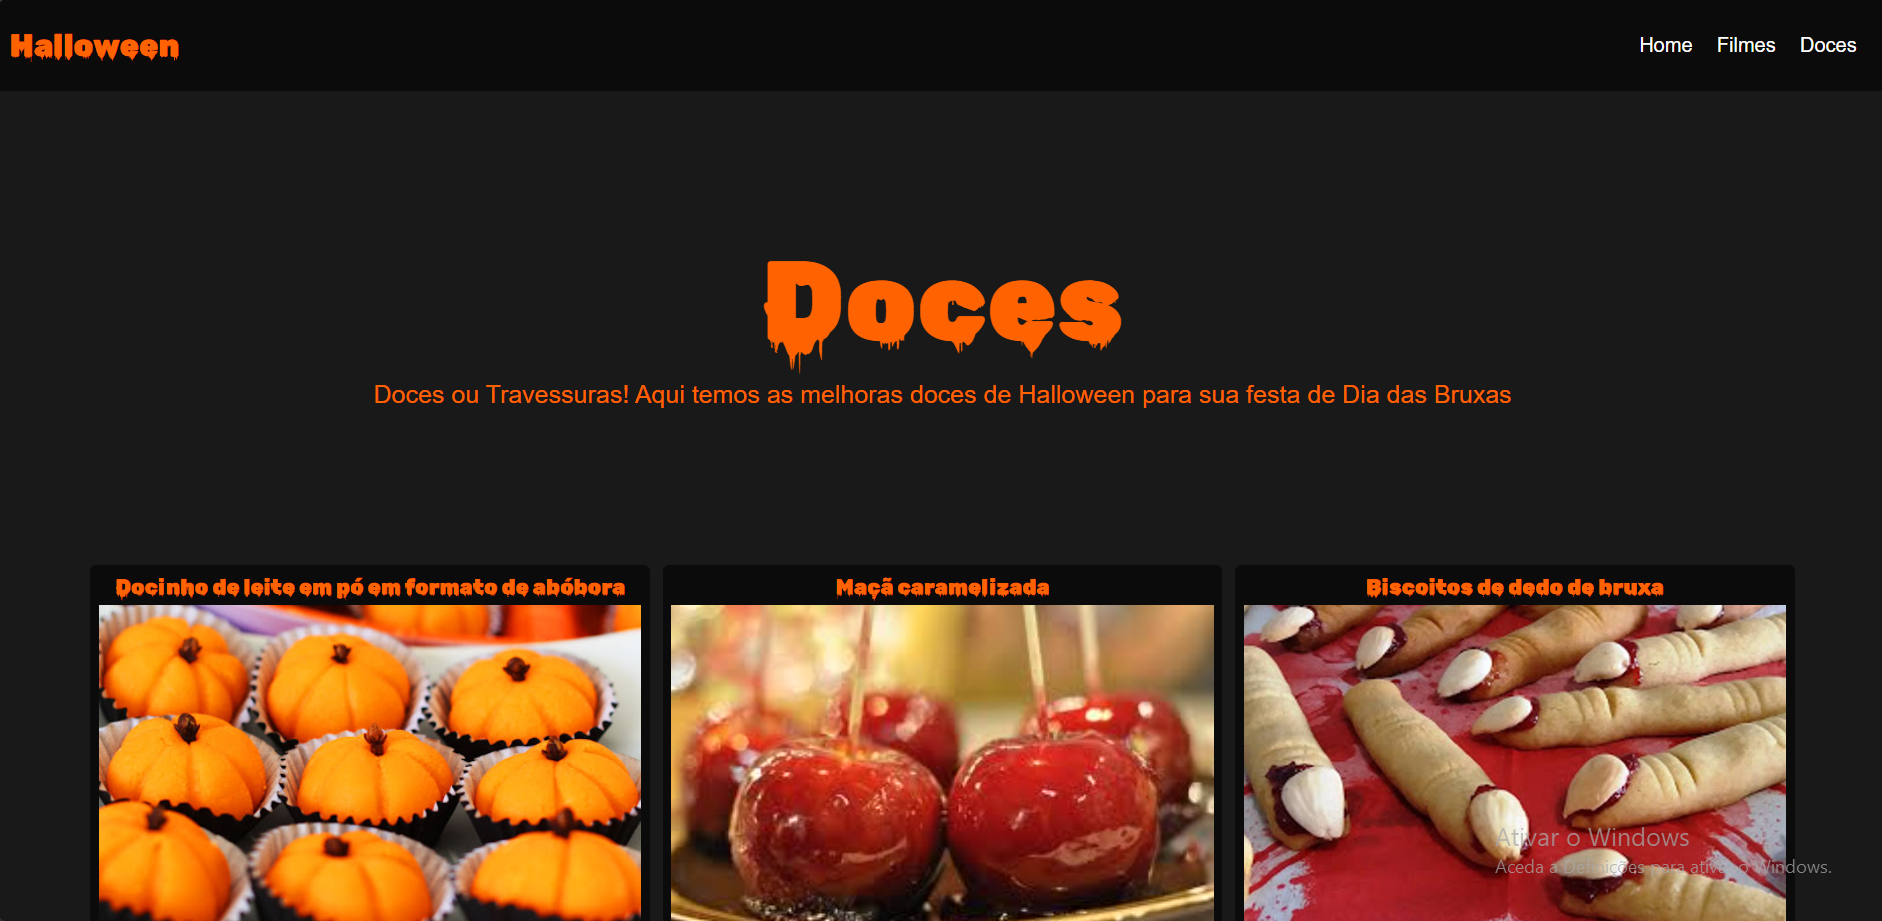 Halloween
Home Filmes Doces
Doces
Doces ou Travessuras! Aqui temos as melhoras doces de Halloween para sua festa de Dia das Bruxas
Docinho de leite em pó em formato de abóbora
Maçã caramelizada
Biscoitos de dedo de bruxa
Ativar o Windows
Aceda a Definições para ativar o Windows.